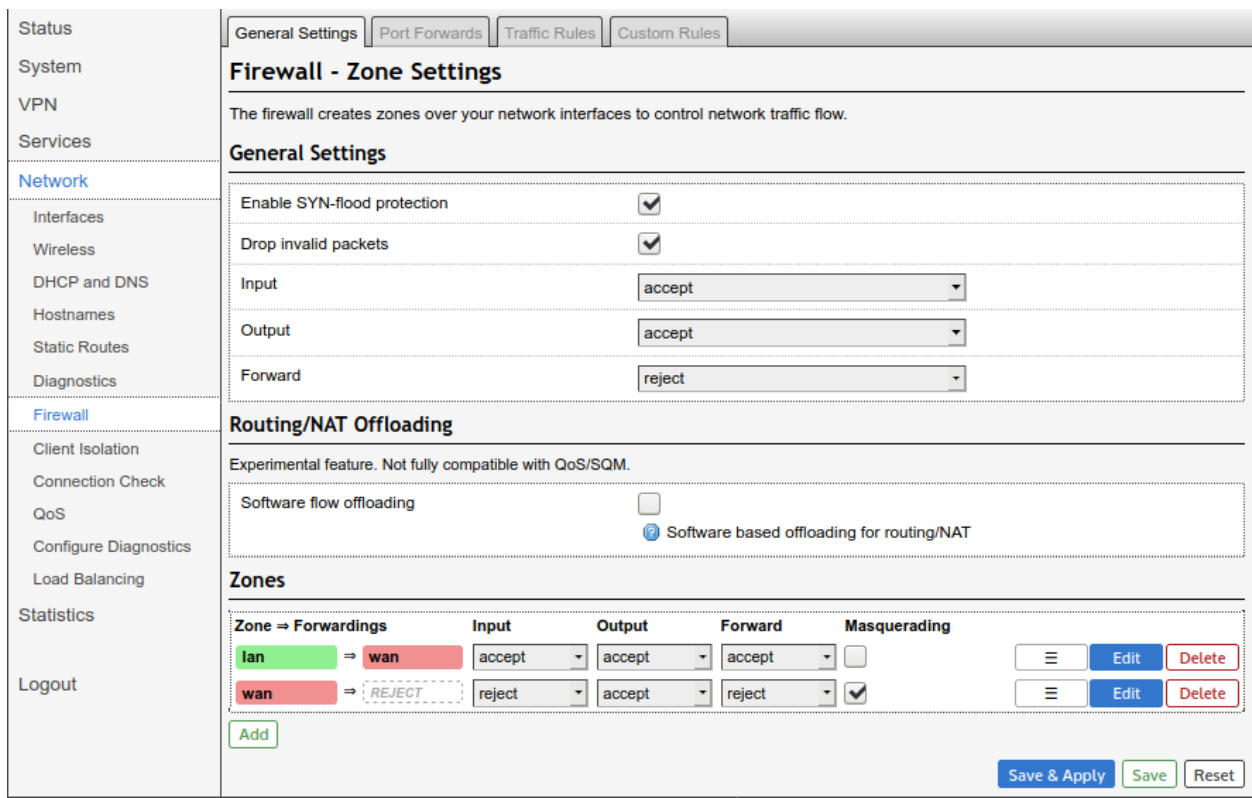 Status
System
VPN
Services
Network
Interfaces
Wireless
DHCP and DNS
Hostnames
Static Routes
Diagnostics
Firewall
Client Isolation
Connection Check
QoS
Configure Diagnostics
Load Balancing
Statistics
Logout
General Settings Port Forwards Traffic Rules Custom Rules
Firewall - Zone Settings
The firewall creates zones over your network interfaces to control network traffic flow.
General Settings
Enable SYN-flood protection
Drop invalid packets
Input accept
Output accept
Forward reject
Routing/NAT Offloading
Experimental feature. Not fully compatible with QoS/SQM.
Software flow offloading
Software based offloading for routing/NAT
Zones
Zone ⇒ Forwardings Input Output Forward Masquerading
lan ⇒ wan accept accept accept Edit Delete
wan ⇒ REJECT reject accept reject Edit Delete
Add
Save & Apply Save Reset